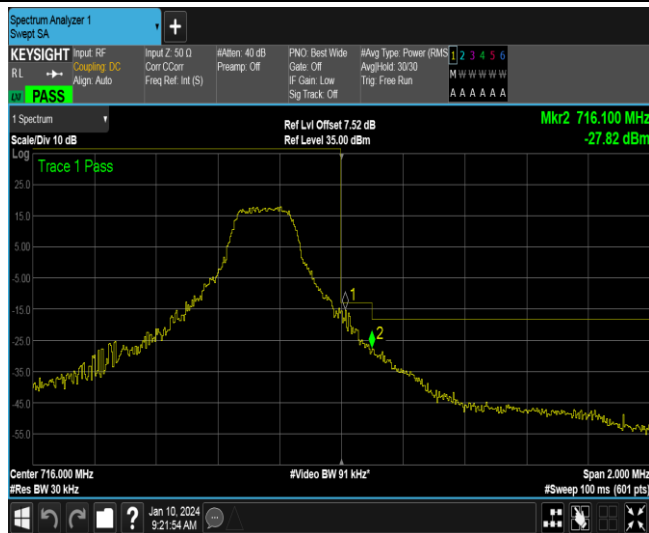 Spectrum Analyzer 1
Swept SA
+
KEYSIGHT
RL
LXI PASS
Input: RF
Coupling: DC
Align: Auto
Input Z: 50 Ω
Corr CCorr
Freq Ref: Int (S)
#Atten: 40 dB
Preamp: Off
PNO: Best Wide
Gate: Off
IF Gain: Low
Sig Track: Off
#Avg Type: Power (RMS
Avg|Hold: 30/30
Trig: Free Run
1 2 3 4 5 6
M W W W W W
A A A A A A
1 Spectrum
Scale/Div 10 dB
Ref Lvl Offset 7.52 dB
Ref Level 35.00 dBm
Mkr2 716.100 MHz
-27.82 dBm
Log
Trace 1 Pass
25.0
15.0
5.00
-5.00
-15.0
-25.0
-35.0
-45.0
-55.0
1
2
Center 716.000 MHz
#Res BW 30 kHz
#Video BW 91 kHz*
Span 2.000 MHz
#Sweep 100 ms (601 pts)
?
Jan 10, 2024
9:21:54 AM